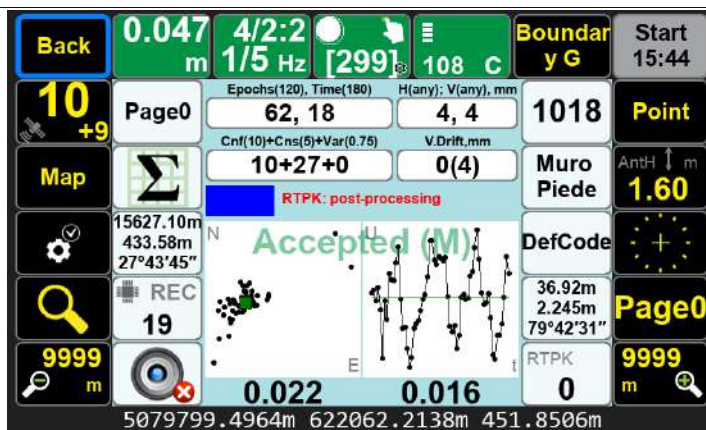 Back
0.047
m
4/2:2
1/5 Hz
[299]
108 C
Boundar
y G
Start
15:44
10
+9
Page0
Epochs(120), Time(180)
62, 18
H(any); V(any), mm
4, 4
1018
Point
Map
Σ
Cnf(10)+Cns(5)+Var(0.75)
10+27+0
V.Drift,mm
0(4)
Muro
Piede
AntH ↕ m
1.60
RTPK: post-processing
15627.10m
433.58m
27°43'45"
N
Accepted (M)
U
DefCode
REC
19
36.92m
2.245m
79°42'31"
Page0
E
t
9999
m
0.022
0.016
RTPK
0
9999
m
5079799.4964m 622062.2138m 451.8506m